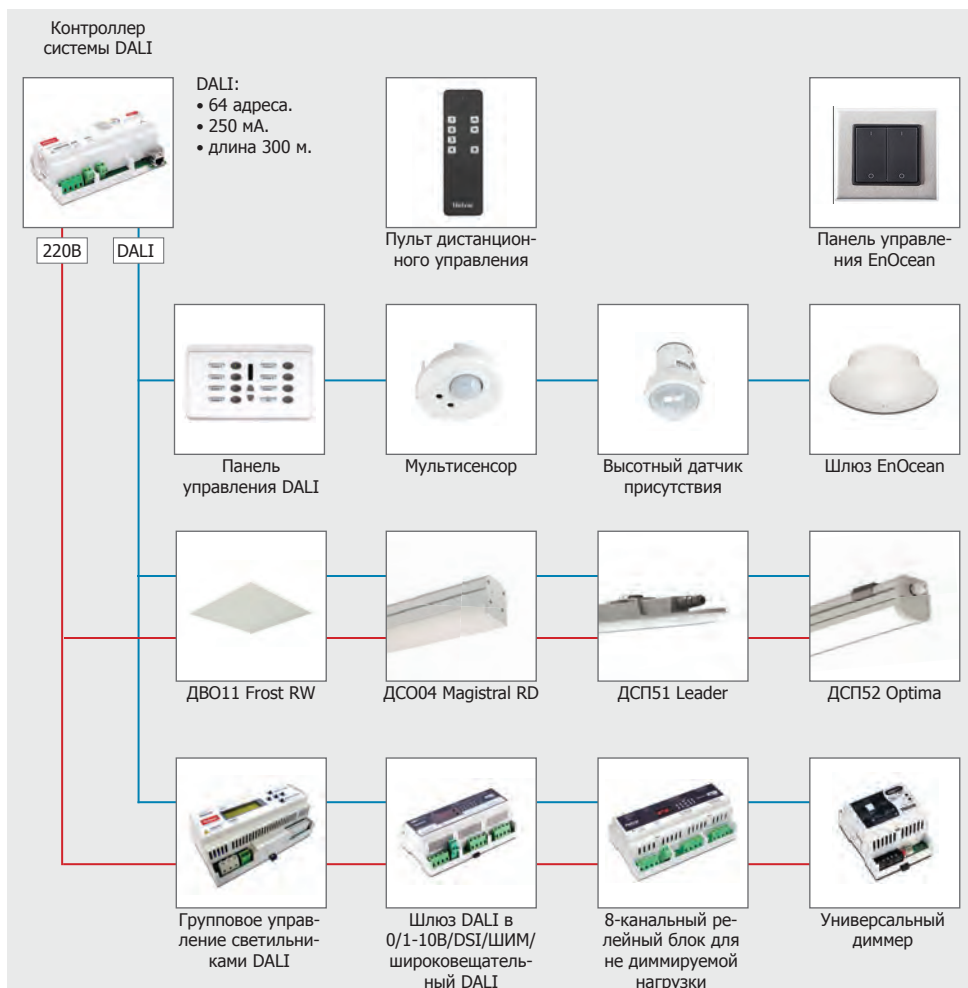 Контроллер
системы DALI
DALI:
• 64 адреса.
• 250 мА.
• длина 300 м.
220В
DALI
Пульт дистанцион-
ного управления
Панель управле-
ния EnOcean
Панель
управления DALI
Мультисенсор
Высотный датчик
присутствия
Шлюз EnOcean
ДВО11 Frost RW
ДСО04 Magistral RD
ДСП51 Leader
ДСП52 Optima
Групповое управ-
ление светильни-
ками DALI
Шлюз DALI в
0/1-10В/DSI/ШИМ/
широковещатель-
ный DALI
8-канальный ре-
лейный блок для
не диммируемой
нагрузки
Универсальный
диммер